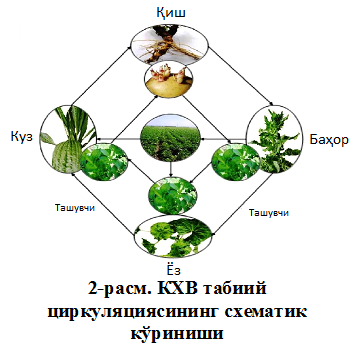 Қиш
Куз
Баҳор
Ташувчи
Ташувчи
Ёз
2-расм. КХВ табиий
циркуляциясининг схематик
кўриниши